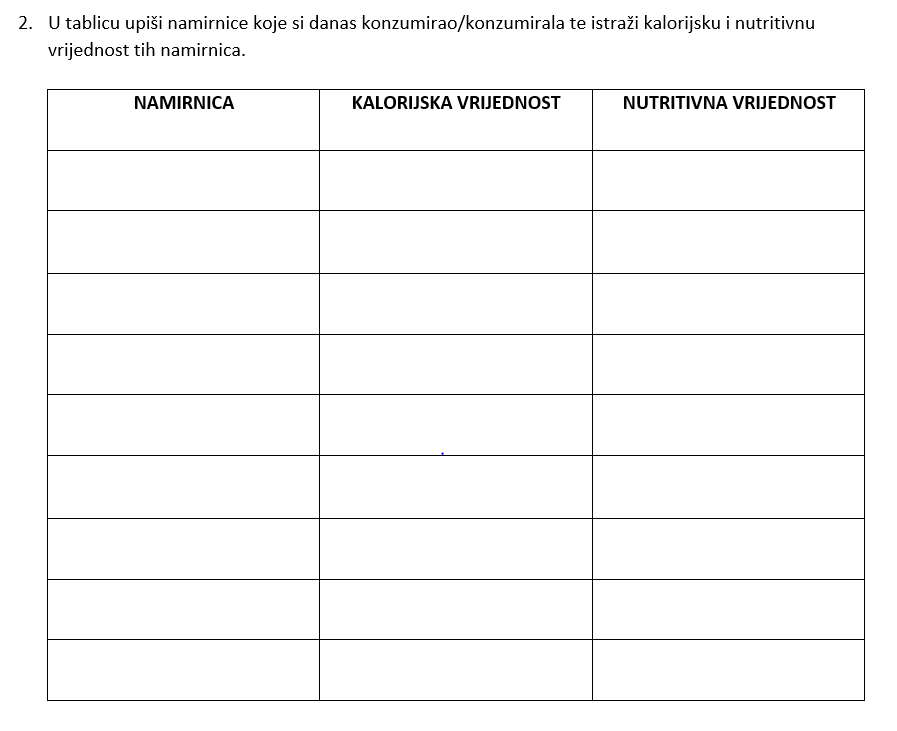 2. U tablicu upiši namirnice koje si danas konzumirao/konzumirala te istraži kalorijsku i nutritivnu
vrijednost tih namirnica.
NAMIRNICA KALORIJSKA VRIJEDNOST NUTRITIVNA VRIJEDNOST